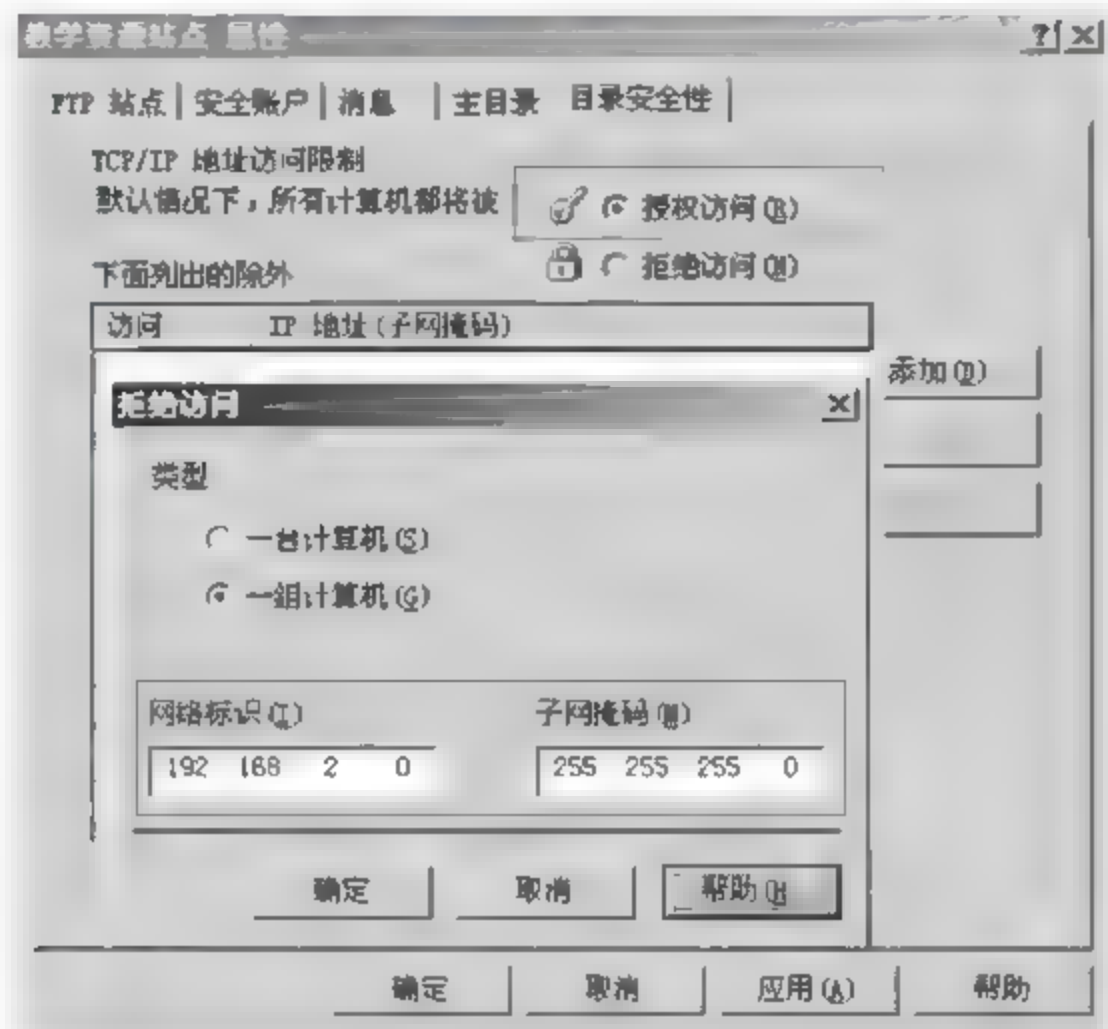 教学资源站点 属性
FTP 站点 安全账户 消息 主目录 目录安全性
TCP/IP 地址访问限制
默认情况下，所有计算机都将被
授权访问(R)
拒绝访问(N)
下面列出的除外
访问 IP 地址(子网掩码)
添加(D)
拒绝访问
类型
一台计算机(S)
一组计算机(G)
网络标识(I) 子网掩码(M)
192 168 2 0 255 255 255 0
确定 取消 帮助(H
确定 取消 应用(A) 帮助